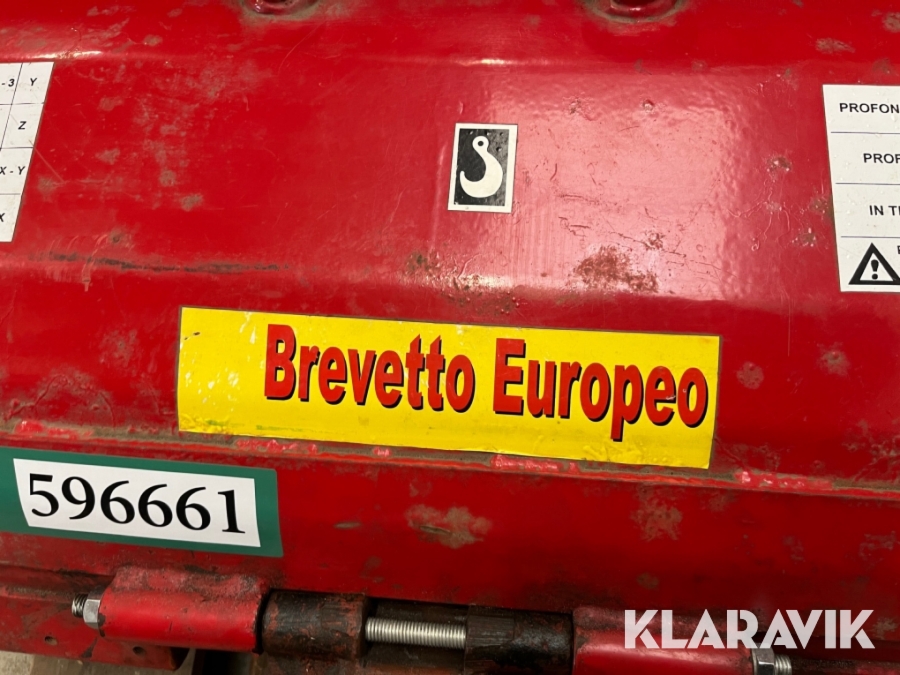 -3 Y
Z
X - Y
X
PROFON
PROF
IN T
Brevetto Europeo
596661
KLARAVIK